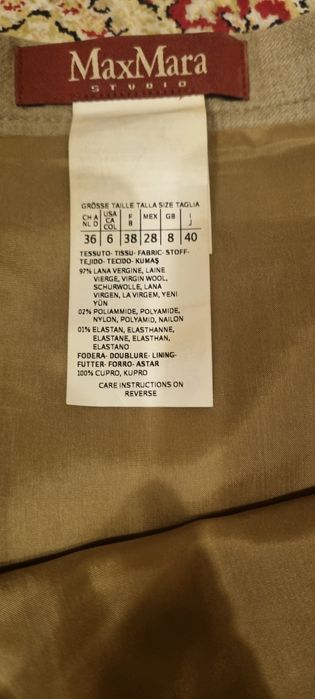 MaxMara
STUDIO
GRÖSSE TAILLE TALLA SIZE TAGLIA
CH A NL D USA CA COL F B MEX GB I J
36 6 38 28 8 40
TESSUTO- TISSU- FABRIC- STOFF-
TEJIDO- TECIDO- KUMAŞ
97% LANA VERGINE, LAINE
VIERGE, VIRGIN WOOL,
SCHURWOLLE, LANA
VIRGEN, LA VIRGEM, YENI
YÜN
02% POLIAMMIDE, POLYAMIDE,
NYLON, POLYAMID, NAILON
01% ELASTAN, ELASTHANNE,
ELASTANE, ELASTHAN,
ELASTANO
FODERA- DOUBLURE- LINING-
FUTTER- FORRO- ASTAR
100% CUPRO, KUPRO
CARE INSTRUCTIONS ON
REVERSE